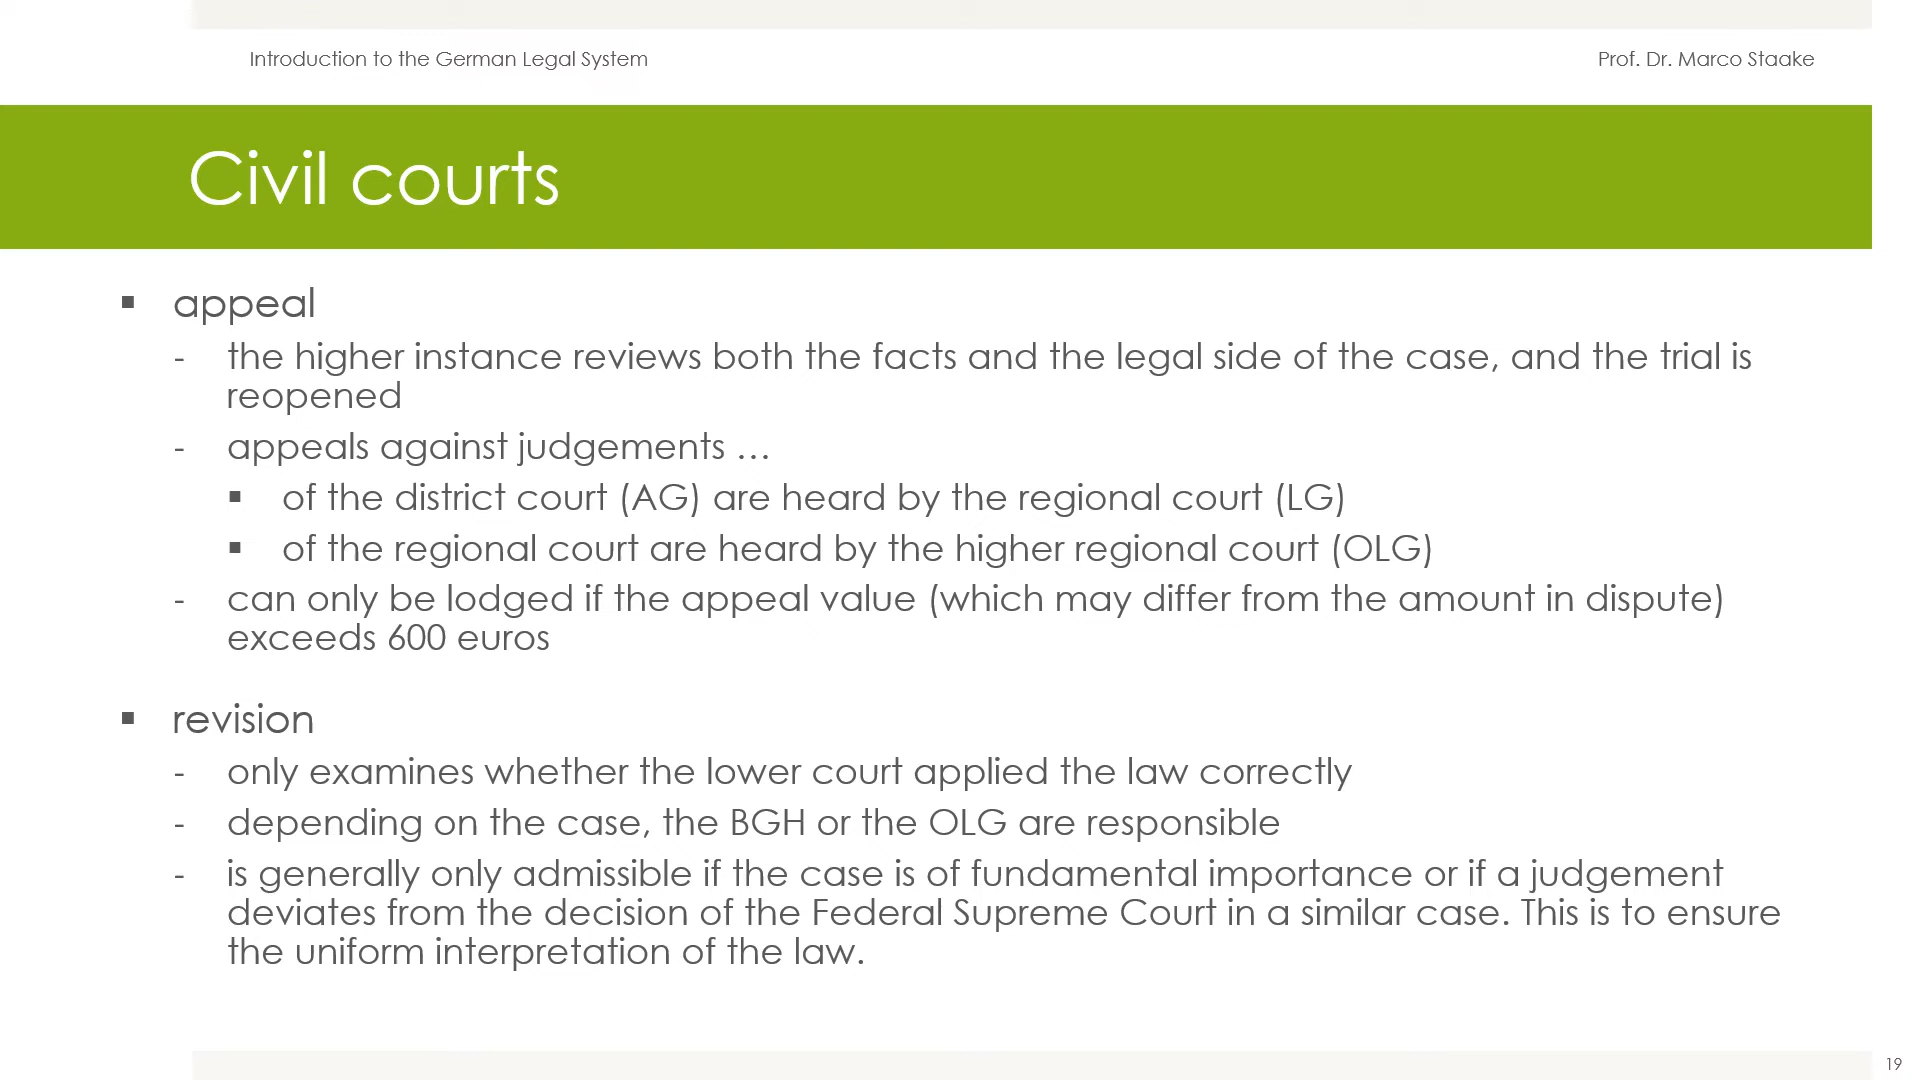 Introduction to the German Legal System
Prof. Dr. Marco Staake
Civil courts
▪ appeal
- the higher instance reviews both the facts and the legal side of the case, and the trial is
reopened
- appeals against judgements …
▪ of the district court (AG) are heard by the regional court (LG)
▪ of the regional court are heard by the higher regional court (OLG)
- can only be lodged if the appeal value (which may differ from the amount in dispute)
exceeds 600 euros
▪ revision
- only examines whether the lower court applied the law correctly
- depending on the case, the BGH or the OLG are responsible
- is generally only admissible if the case is of fundamental importance or if a judgement
deviates from the decision of the Federal Supreme Court in a similar case. This is to ensure
the uniform interpretation of the law.
19